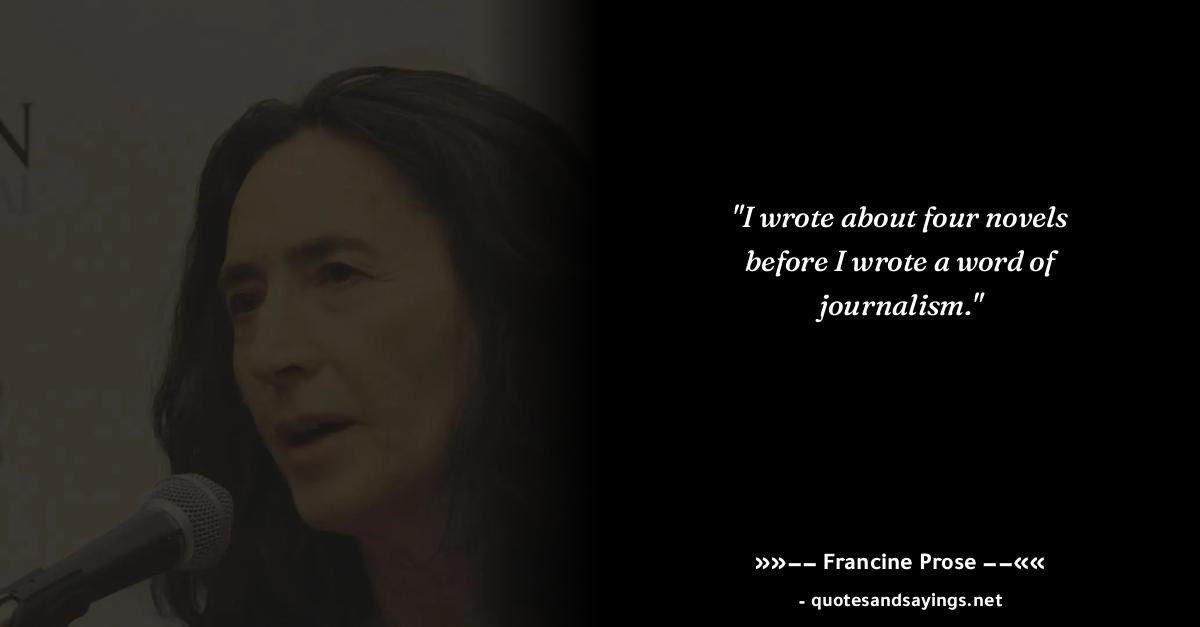 N
"I wrote about four novels
before I wrote a word of
journalism."
»»−− Francine Prose −−««
- quotesandsayings.net